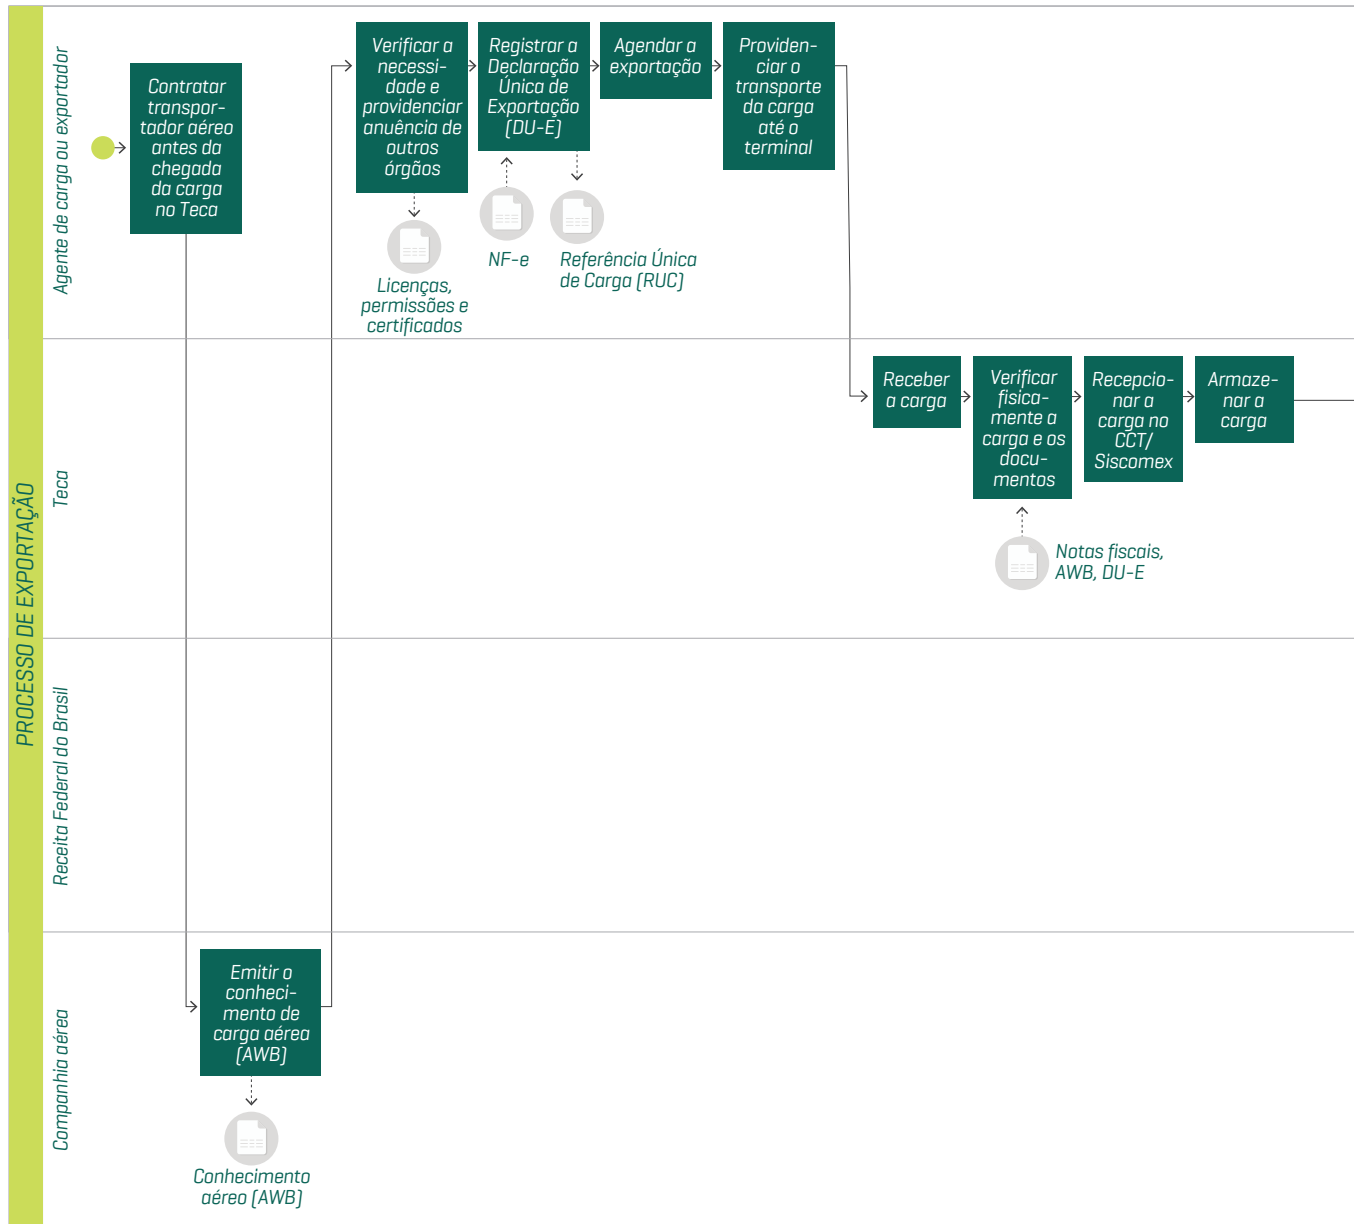 PROCESSO DE EXPORTAÇÃO
Agente de carga ou exportador
Contratar
transpor-
tador aéreo
antes da
chegada
da carga
no Teca
Verificar a
necessi-
dade e
providenciar
anuência de
outros
órgãos
Licenças,
permissões e
certificados
Registrar a
Declaração
Única de
Exportação
(DU-E)
NF-e
Referência Única
de Carga (RUC)
Agendar a
exportação
Providen-
ciar o
transporte
da carga
até o
terminal
Teca
Receber
a carga
Verificar
fisica-
mente a
carga e os
docu-
mentos
Notas fiscais,
AWB, DU-E
Recepcio-
nar a
carga no
CCT/
Siscomex
Armaze-
nar a
carga
Receita Federal do Brasil
Companhia aérea
Emitir o
conheci-
mento de
carga aérea
(AWB)
Conhecimento
aéreo (AWB)